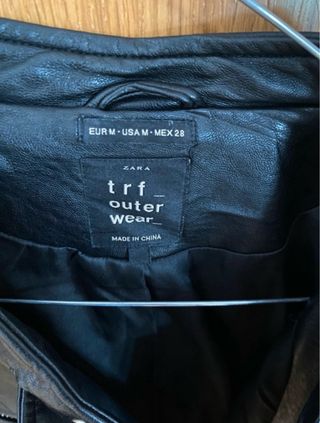 EUR M · USA M · MEX 28
ZARA
trf_
outer
wear_
MADE IN CHINA